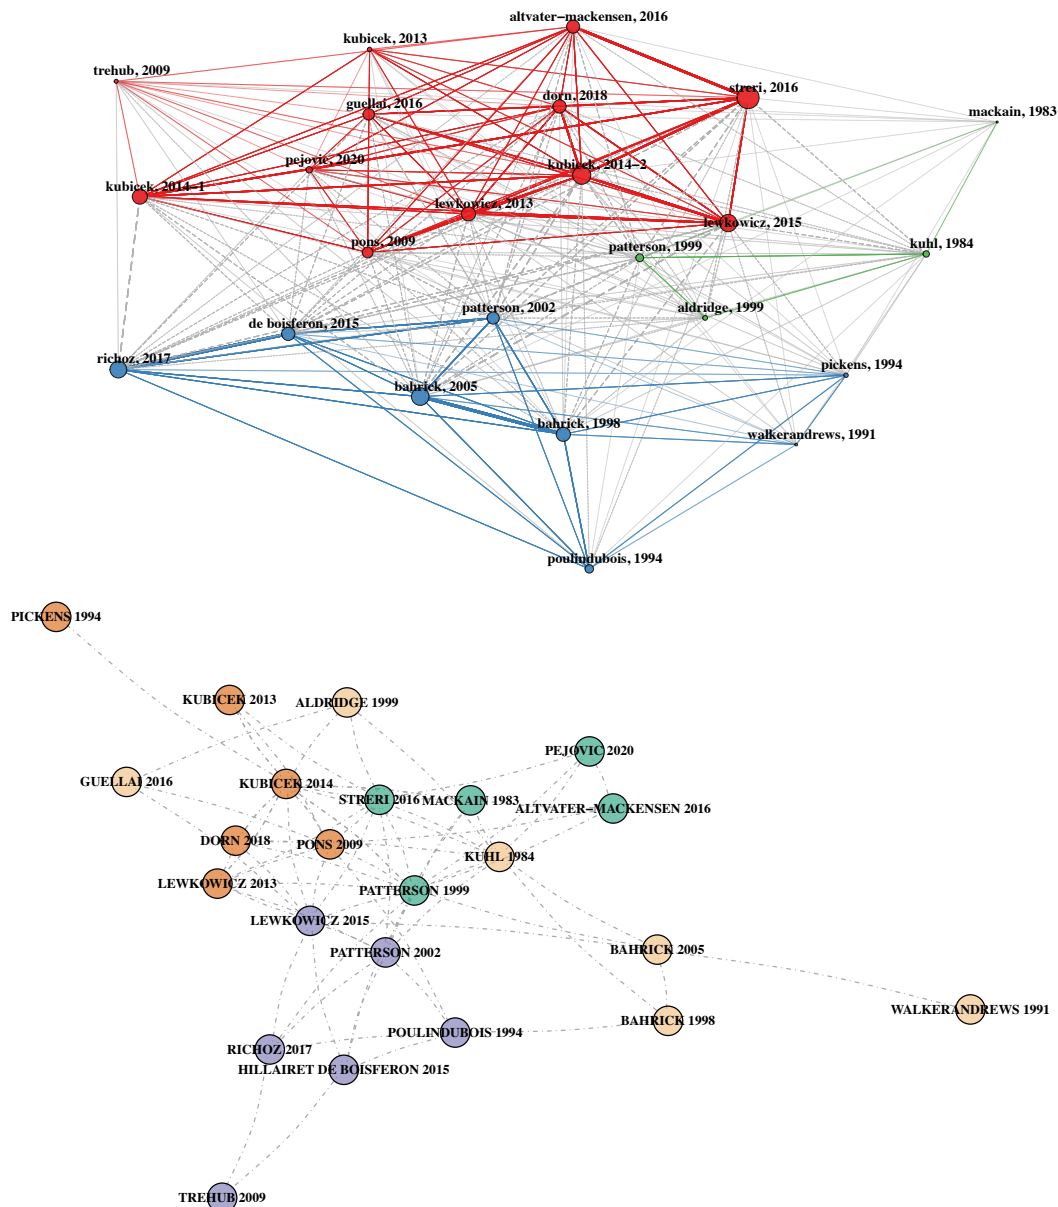 altvater−mackensen, 2016
kubicek, 2013
trehub, 2009
streri, 2016
dorn, 2018
guellai, 2016
mackain, 1983
pejovic, 2020
kubicek, 2014−2
kubicek, 2014−1
lewkowicz, 2013
lewkowicz, 2015
pons, 2009
patterson, 1999
kuhl, 1984
patterson, 2002
aldridge, 1999
de boisferon, 2015
richoz, 2017
pickens, 1994
bahrick, 2005
bahrick, 1998
walkerandrews, 1991
poulindubois, 1994
PICKENS 1994
KUBICEK 2013
ALDRIDGE 1999
PEJOVIC 2020
GUELLAI 2016
KUBICEK 2014
STRERI 2016
MACKAIN 1983
ALTVATER−MACKENSEN 2016
DORN 2018
PONS 2009
KUHL 1984
LEWKOWICZ 2013
PATTERSON 1999
LEWKOWICZ 2015
PATTERSON 2002
BAHRICK 2005
WALKERANDREWS 1991
BAHRICK 1998
POULINDUBOIS 1994
RICHOZ 2017
HILLAIRET DE BOISFERON 2015
TREHUB 2009